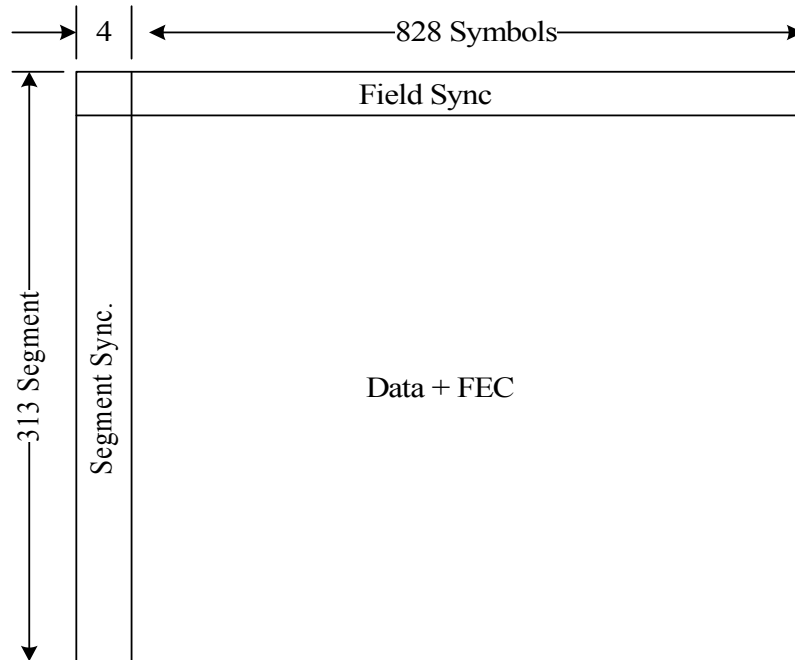 4
828 Symbols
Field Sync
313 Segment
Segment Sync.
Data + FEC